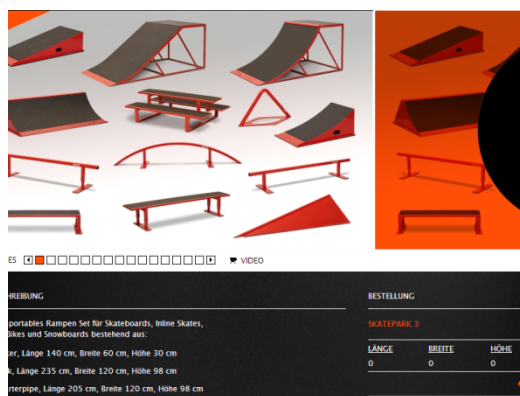 ES
VIDEO
HREIBUNG
BESTELLUNG
portables Rampen Set für Skateboards, Inline Skates,
Bikes und Snowboards bestehend aus:
SKATEPARK 3
er, Länge 140 cm, Breite 60 cm, Höhe 30 cm
LÄNGE BREITE HÖHE
k, Länge 235 cm, Breite 120 cm, Höhe 98 cm
0 0 0
rterpipe, Länge 205 cm, Breite 120 cm, Höhe 98 cm